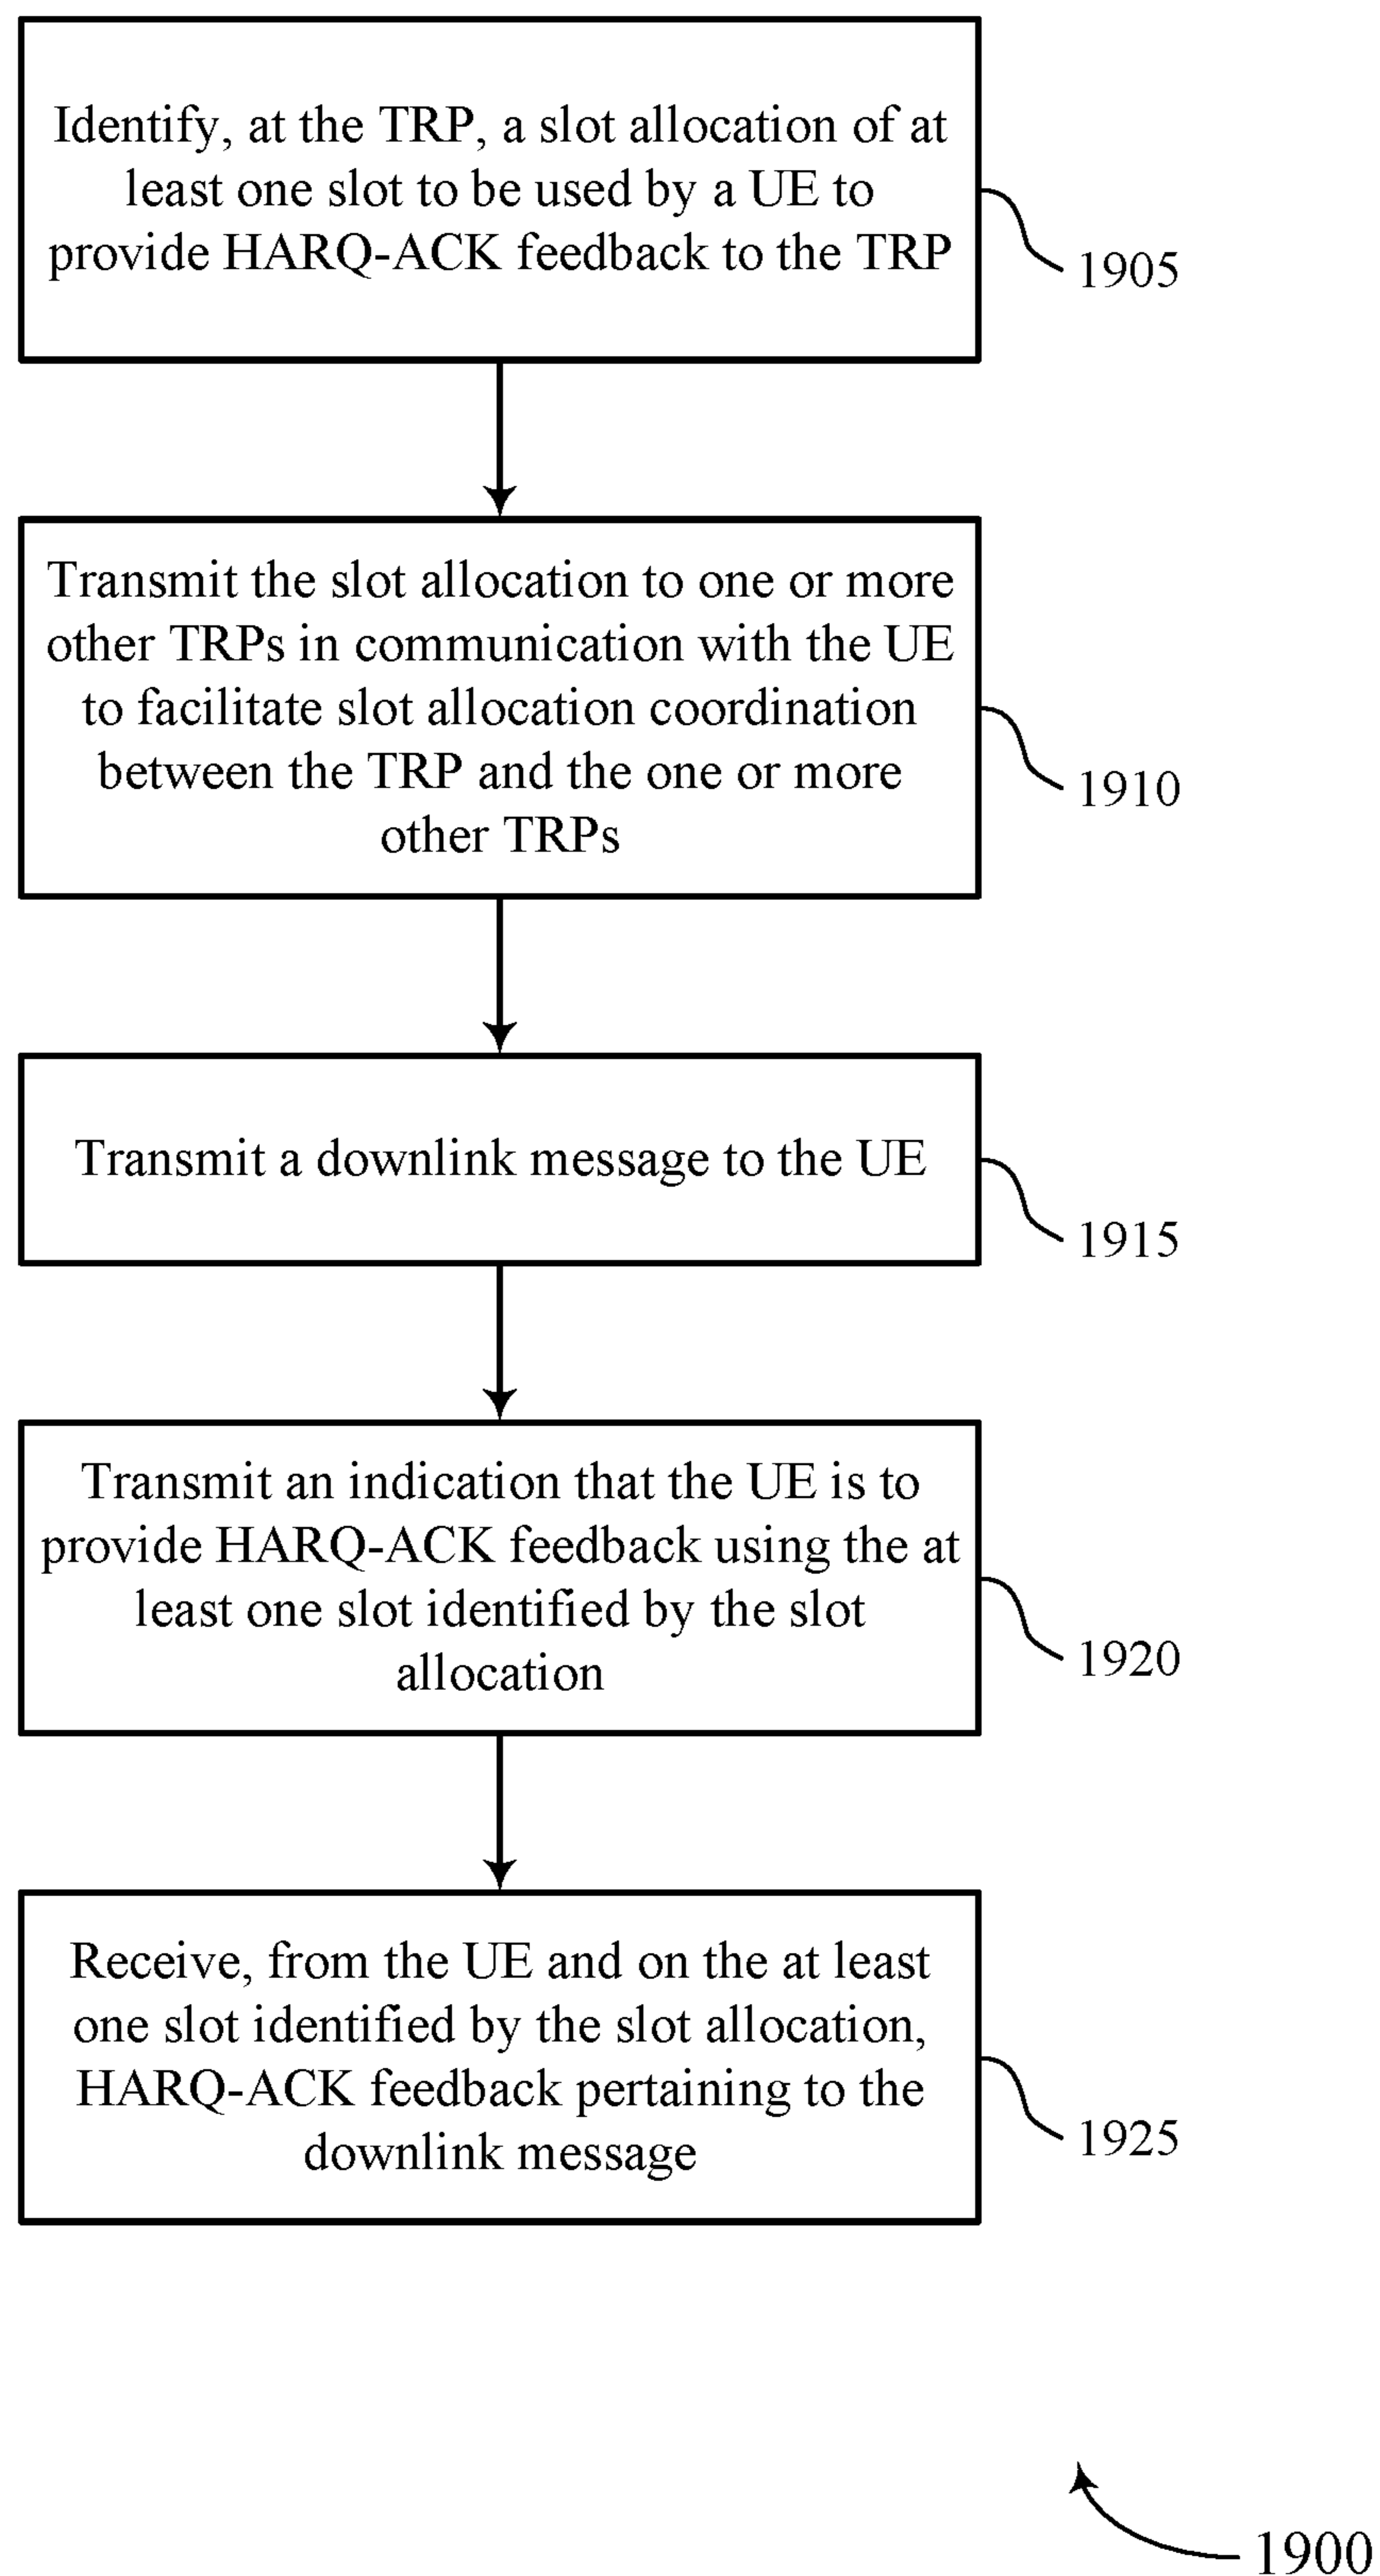 Identify, at the TRP, a slot allocation of at
least one slot to be used by a UE to
provide HARQ-ACK feedback to the TRP
1905
Transmit the slot allocation to one or more
other TRPs in communication with the UE
to facilitate slot allocation coordination
between the TRP and the one or more
other TRPs
1910
Transmit a downlink message to the UE
1915
Transmit an indication that the UE is to
provide HARQ-ACK feedback using the at
least one slot identified by the slot
allocation
1920
Receive, from the UE and on the at least
one slot identified by the slot allocation,
HARQ-ACK feedback pertaining to the
downlink message
1925
1900